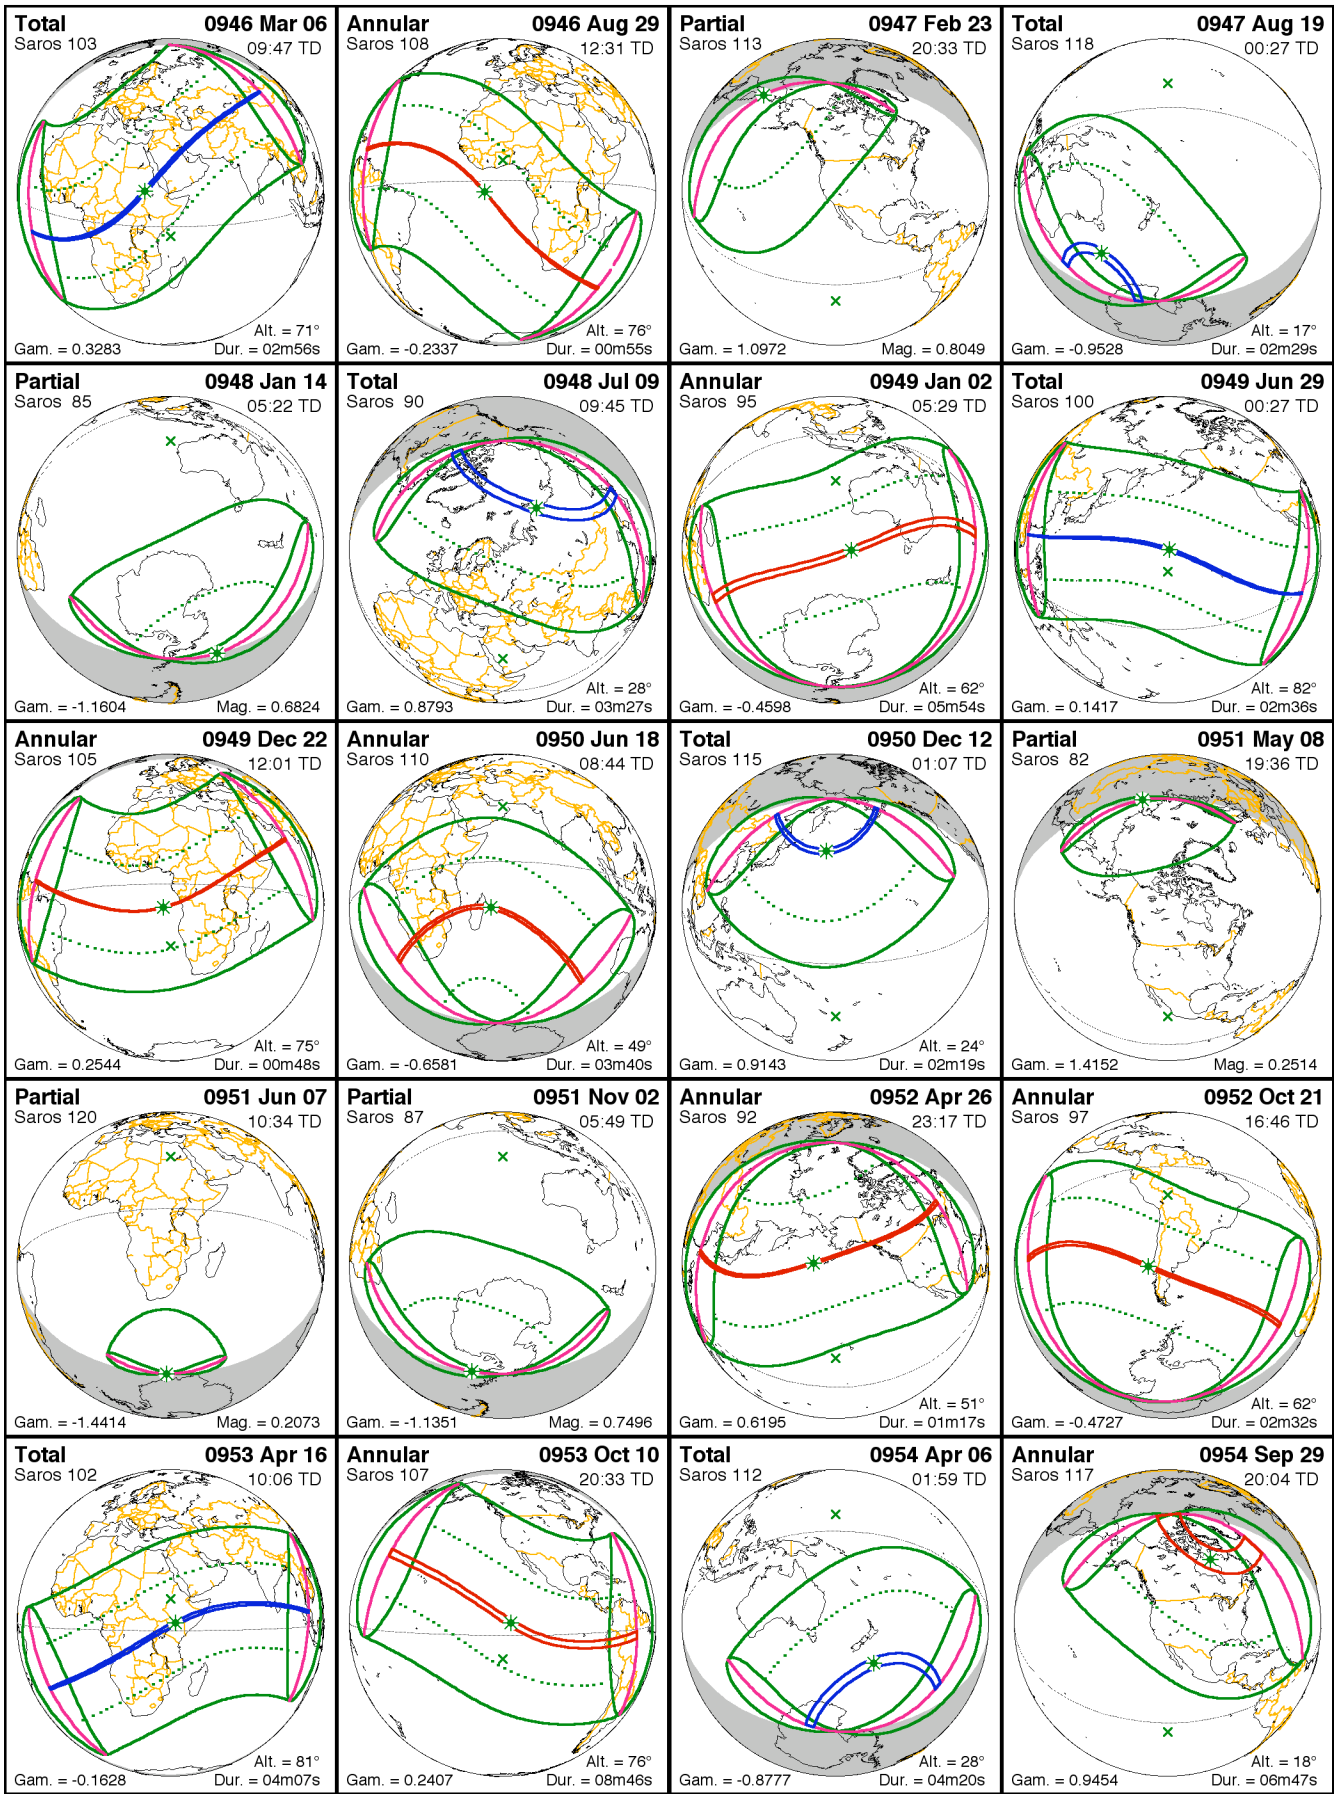 Total 0946 Mar 06
Saros 103 09:47 TD
Alt. = 71°
Gam. = 0.3283 Dur. = 02m56s
Annular 0946 Aug 29
Saros 108 12:31 TD
Alt. = 76°
Gam. = -0.2337 Dur. = 00m55s
Partial 0947 Feb 23
Saros 113 20:33 TD
Gam. = 1.0972 Mag. = 0.8049
Total 0947 Aug 19
Saros 118 00:27 TD
Alt. = 17°
Gam. = -0.9528 Dur. = 02m29s
Partial 0948 Jan 14
Saros 85 05:22 TD
Gam. = -1.1604 Mag. = 0.6824
Total 0948 Jul 09
Saros 90 09:45 TD
Alt. = 28°
Gam. = 0.8793 Dur. = 03m27s
Annular 0949 Jan 02
Saros 95 05:29 TD
Alt. = 62°
Gam. = -0.4598 Dur. = 05m54s
Total 0949 Jun 29
Saros 100 00:27 TD
Alt. = 82°
Gam. = 0.1417 Dur. = 02m36s
Annular 0949 Dec 22
Saros 105 12:01 TD
Alt. = 75°
Gam. = 0.2544 Dur. = 00m48s
Annular 0950 Jun 18
Saros 110 08:44 TD
Alt. = 49°
Gam. = -0.6581 Dur. = 03m40s
Total 0950 Dec 12
Saros 115 01:07 TD
Alt. = 24°
Gam. = 0.9143 Dur. = 02m19s
Partial 0951 May 08
Saros 82 19:36 TD
Gam. = 1.4152 Mag. = 0.2514
Partial 0951 Jun 07
Saros 120 10:34 TD
Gam. = -1.4414 Mag. = 0.2073
Partial 0951 Nov 02
Saros 87 05:49 TD
Gam. = -1.1351 Mag. = 0.7496
Annular 0952 Apr 26
Saros 92 23:17 TD
Alt. = 51°
Gam. = 0.6195 Dur. = 01m17s
Annular 0952 Oct 21
Saros 97 16:46 TD
Alt. = 62°
Gam. = -0.4727 Dur. = 02m32s
Total 0953 Apr 16
Saros 102 10:06 TD
Alt. = 81°
Gam. = -0.1628 Dur. = 04m07s
Annular 0953 Oct 10
Saros 107 20:33 TD
Alt. = 76°
Gam. = 0.2407 Dur. = 08m46s
Total 0954 Apr 06
Saros 112 01:59 TD
Alt. = 28°
Gam. = -0.8777 Dur. = 04m20s
Annular 0954 Sep 29
Saros 117 20:04 TD
Alt. = 18°
Gam. = 0.9454 Dur. = 06m47s